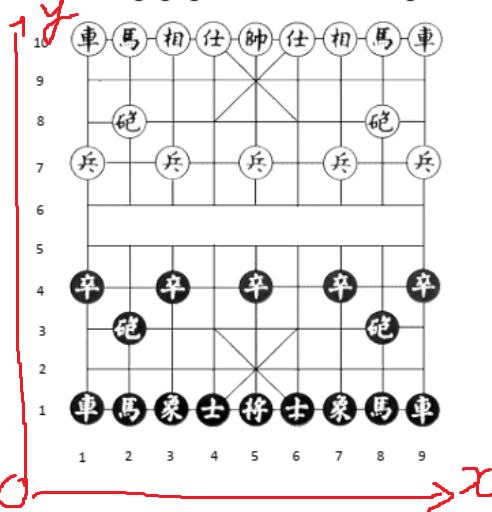 y
10 車 馬 相 仕 帥 仕 相 馬 車
9
8 砲 砲
7 兵 兵 兵 兵 兵
6
5
4 卒 卒 卒 卒 卒
3 砲 砲
2
1 車 馬 象 士 将 士 象 馬 車
1 2 3 4 5 6 7 8 9
O x